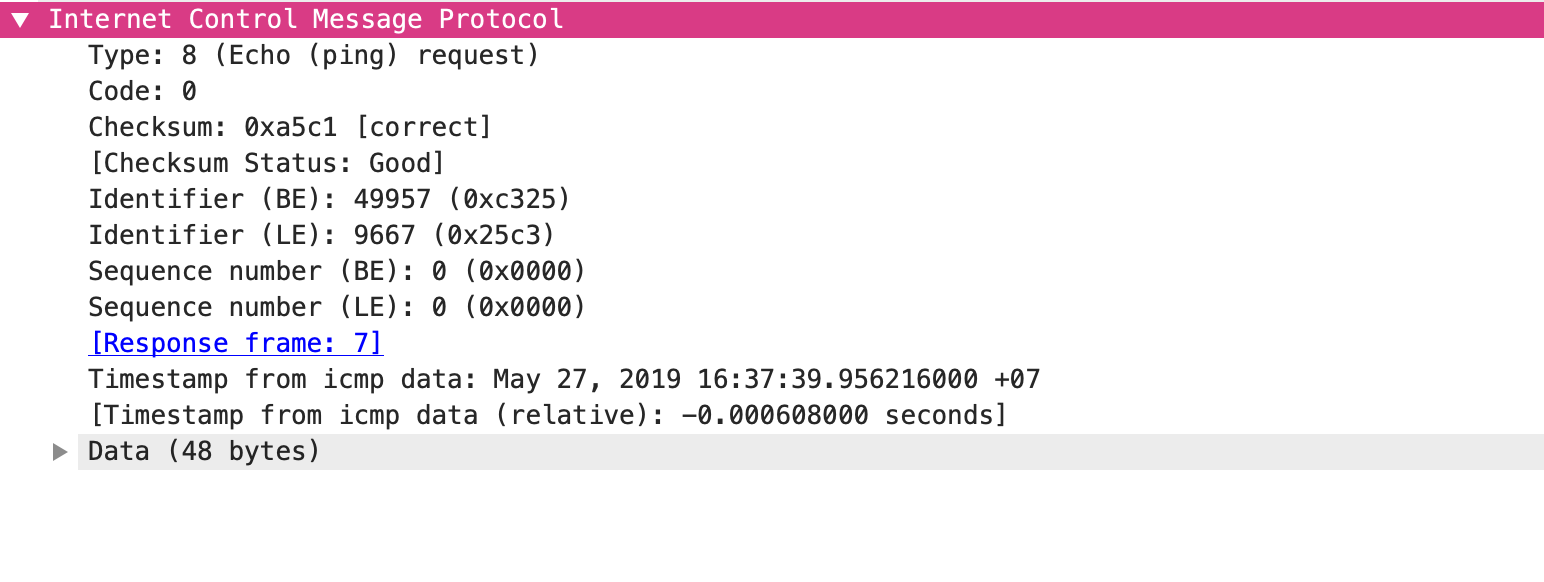 Internet Control Message Protocol
Type: 8 (Echo (ping) request)
Code: 0
Checksum: 0xa5c1 [correct]
[Checksum Status: Good]
Identifier (BE): 49957 (0xc325)
Identifier (LE): 9667 (0x25c3)
Sequence number (BE): 0 (0x0000)
Sequence number (LE): 0 (0x0000)
[Response frame: 7]
Timestamp from icmp data: May 27, 2019 16:37:39.956216000 +07
[Timestamp from icmp data (relative): −0.000608000 seconds]
Data (48 bytes)